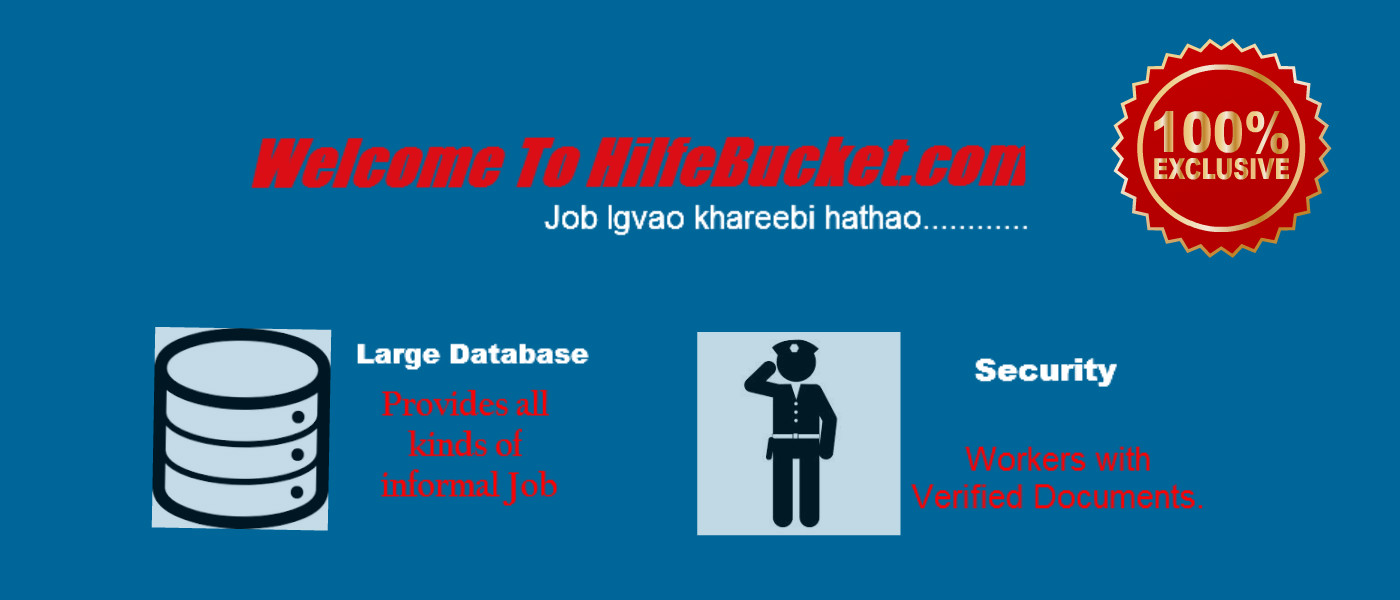 Welcome To HilfeBucket.com
Job lgvao khareebi hathao............
100%
EXCLUSIVE
Large Database
Provides all
kinds of
informal Job
Security
Workers with
Verified Documents.